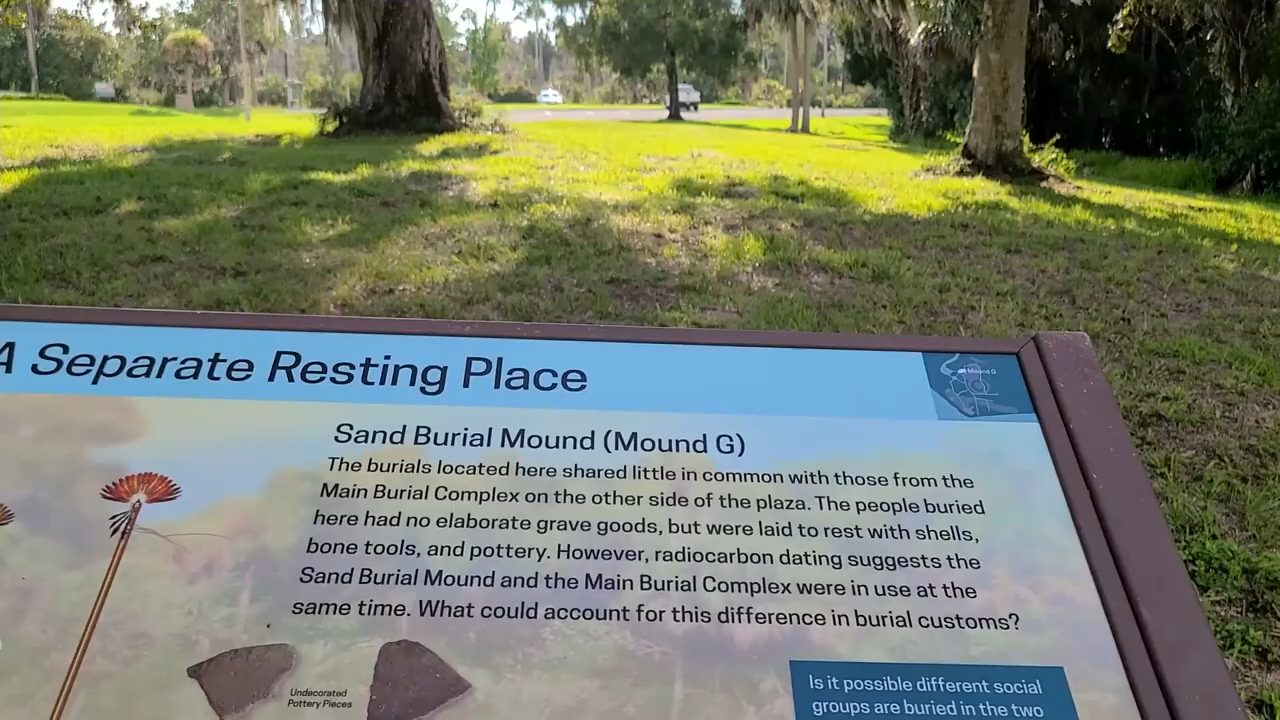 A Separate Resting Place
Mound G
Sand Burial Mound (Mound G)
The burials located here shared little in common with those from the
Main Burial Complex on the other side of the plaza. The people buried
here had no elaborate grave goods, but were laid to rest with shells,
bone tools, and pottery. However, radiocarbon dating suggests the
Sand Burial Mound and the Main Burial Complex were in use at the
same time. What could account for this difference in burial customs?
Undecorated
Pottery Pieces
Is it possible different social
groups are buried in the two